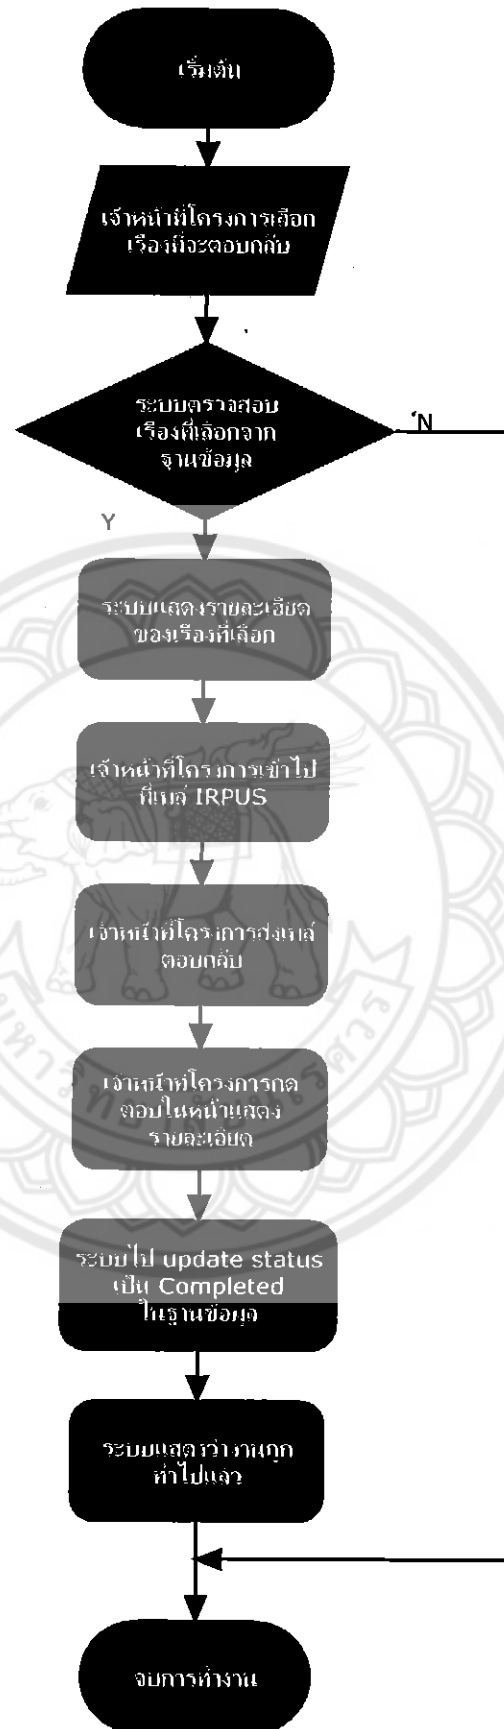 เริ่มต้น
เจ้าหน้าที่โครงการเลือก
เรื่องที่จะตอบกลับ
ระบบตรวจสอบ
เรื่องที่เลือกจาก
ฐานข้อมูล
N
Y
ระบบแสดงรายละเอียด
ของเรื่องที่เลือก
เจ้าหน้าที่โครงการเข้าไป
ที่เมล์ IRPUS
เจ้าหน้าที่โครงการส่งเมล์
ตอบกลับ
เจ้าหน้าที่โครงการกด
ตอบในหน้าแสดง
รายละเอียด
ระบบไป update status
เป็น Completed
ในฐานข้อมูล
ระบบแสดงว่างานถูก
ทำไปแล้ว
จบการทำงาน